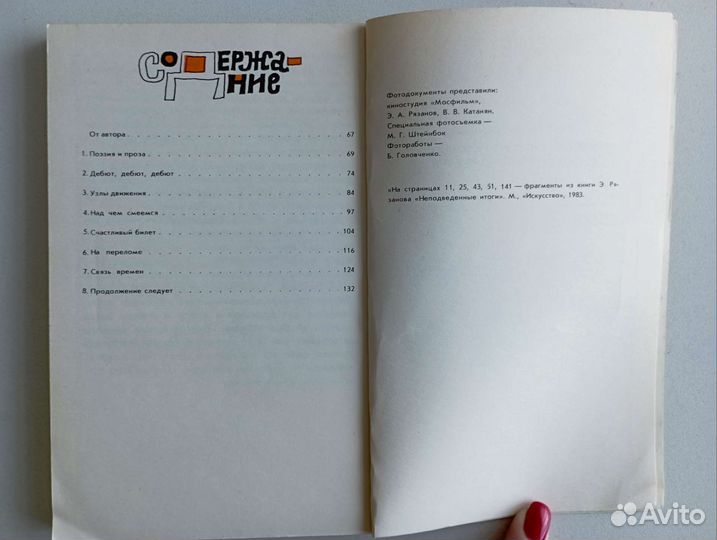 СОДЕРЖА-
НИЕ
От автора . . . . . . . . . . . . . . . . 67
1. Поэзия и проза . . . . . . . . . . . . . . . . 69
2. Дебют, дебют, дебют . . . . . . . . . . . . . . . . 74
3. Узлы движения . . . . . . . . . . . . . . . . 84
4. Над чем смеемся . . . . . . . . . . . . . . . . 97
5. Счастливый билет . . . . . . . . . . . . . . . . 104
6. На переломе . . . . . . . . . . . . . . . . 116
7. Связь времен . . . . . . . . . . . . . . . . 124
8. Продолжение следует . . . . . . . . . . . . . . . . 132
Фотодокументы представили:
киностудия «Мосфильм»,
Э. А. Рязанов, В. В. Катанян.
Специальная фотосъемка —
М. Г. Штейнбок
Фотоработы —
Б. Головченко.
«На страницах 11, 25, 43, 51, 141 — фрагменты из книги Э. Ря-
занова «Неподведенные итоги». М., «Искусство», 1983.
Avito